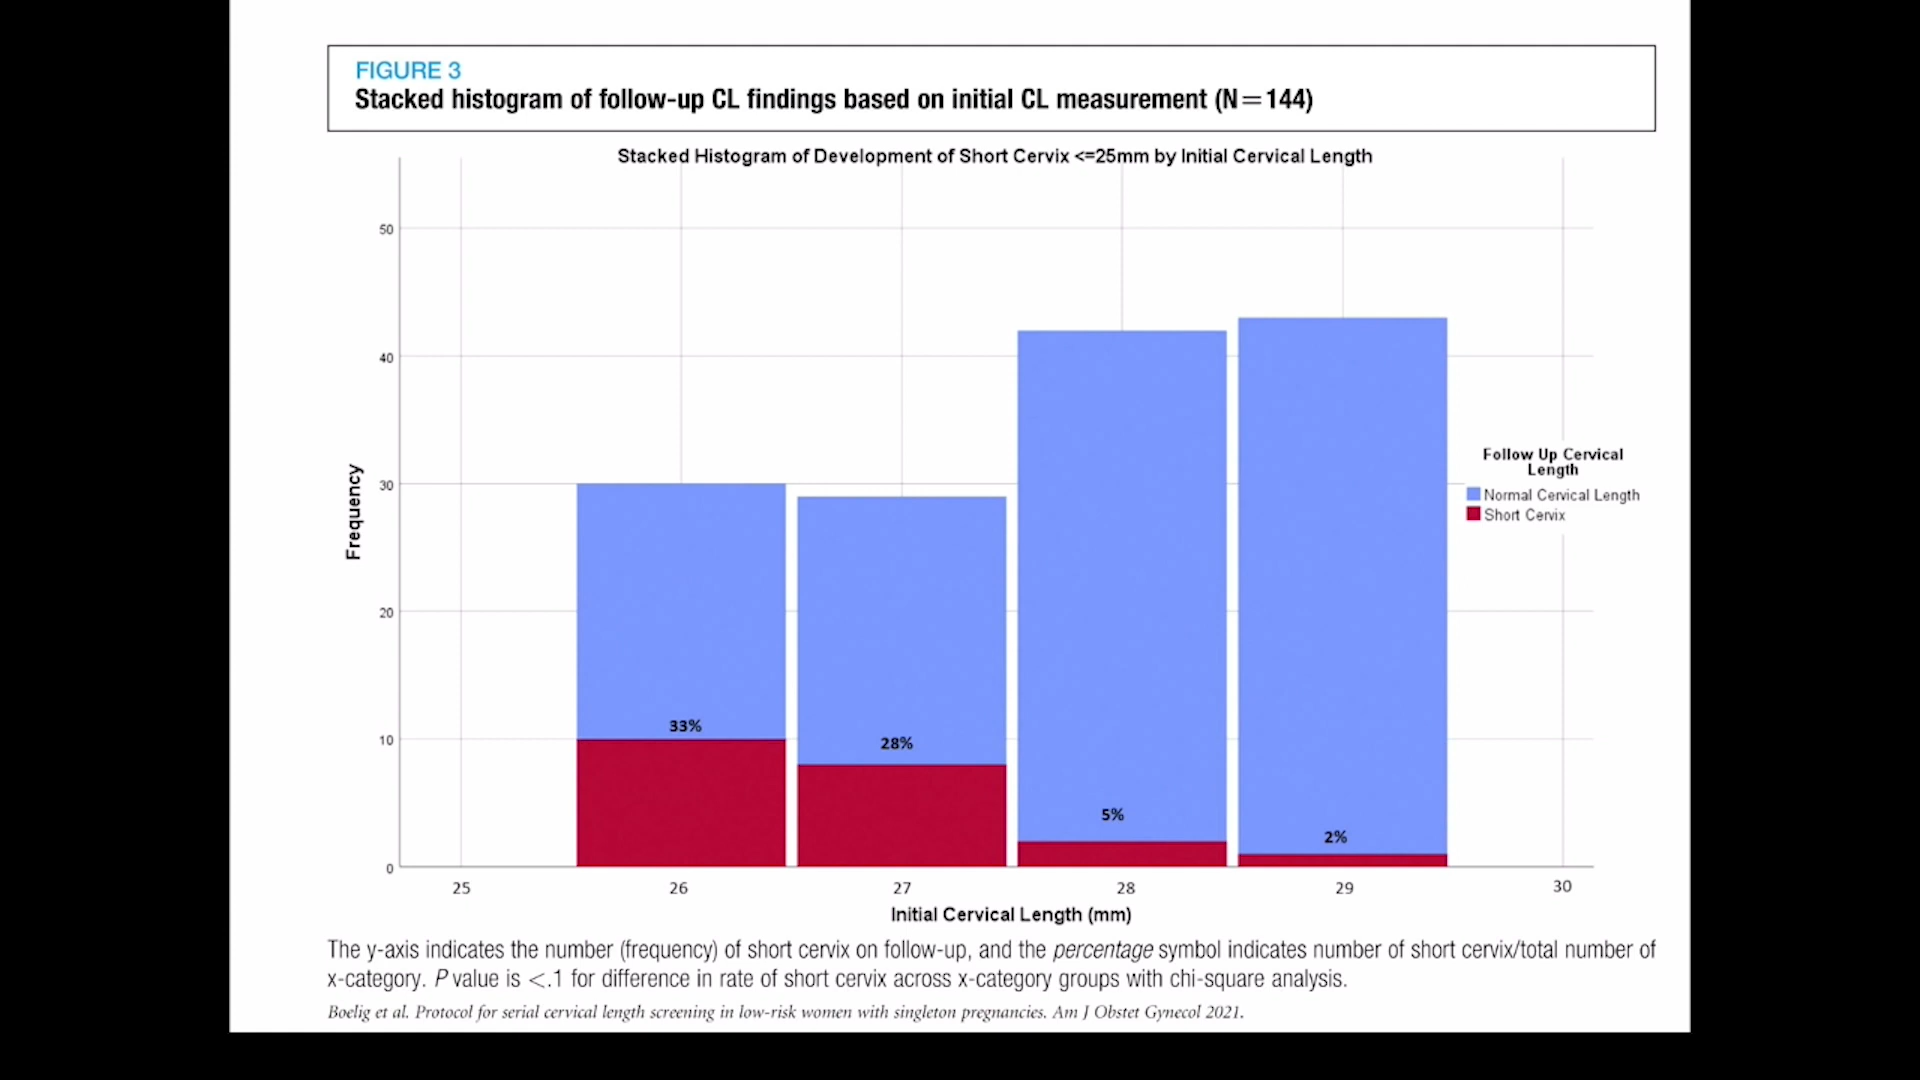 FIGURE 3
Stacked histogram of follow-up CL findings based on initial CL measurement (N=144)
Stacked Histogram of Development of Short Cervix <=25mm by Initial Cervical Length
50
40
30
20
10
0
Frequency
33%
28%
5%
2%
25
26
27
28
29
30
Initial Cervical Length (mm)
Follow Up Cervical
Length
Normal Cervical Length
Short Cervix
The y-axis indicates the number (frequency) of short cervix on follow-up, and the percentage symbol indicates number of short cervix/total number of
x-category. P value is <.1 for difference in rate of short cervix across x-category groups with chi-square analysis.
Boelig et al. Protocol for serial cervical length screening in low-risk women with singleton pregnancies. Am J Obstet Gynecol 2021.